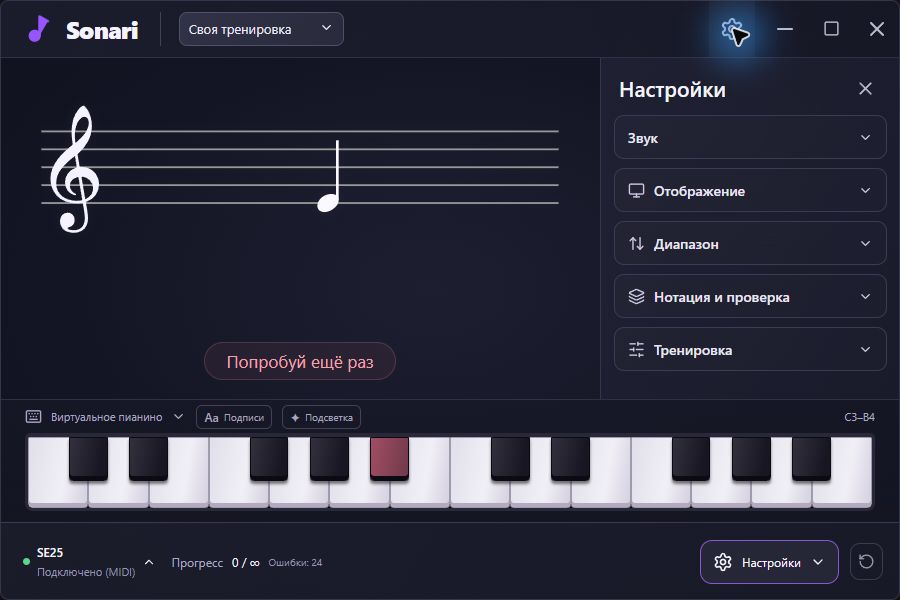 Sonari
Своя тренировка
Настройки
Звук
Отображение
Диапазон
Нотация и проверка
Тренировка
Попробуй ещё раз
Виртуальное пианино
Aa Подписи
Подсветка
C3–B4
SE25
Подключено (MIDI)
Прогресс 0 / ∞ Ошибки: 24
Настройки